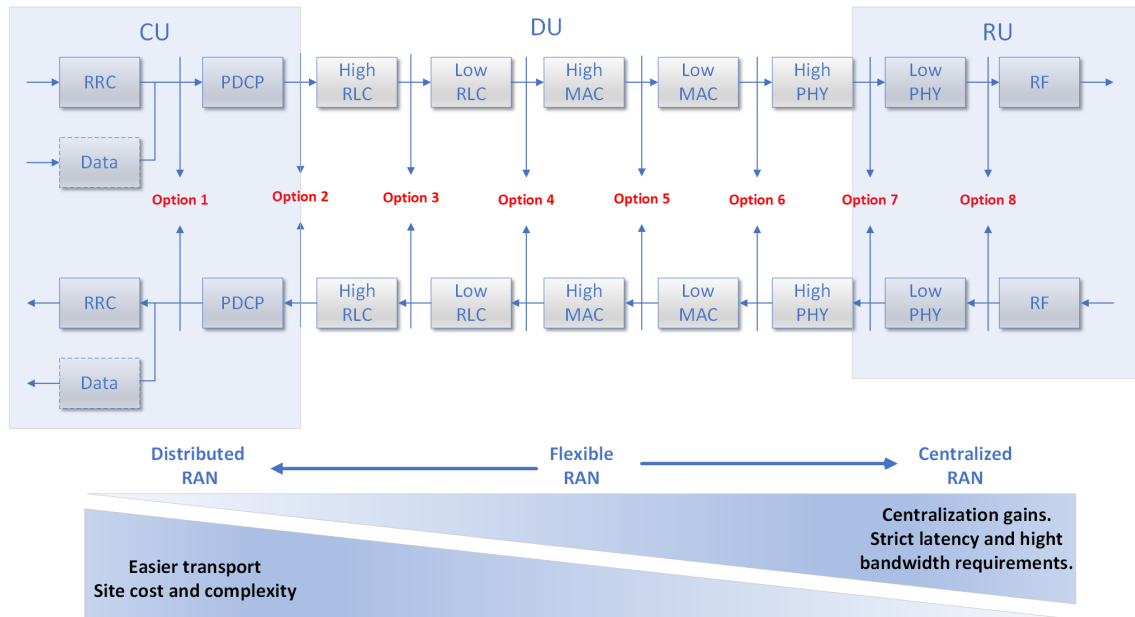 CU
DU
RU
RRC
PDCP
High
RLC
Low
RLC
High
MAC
Low
MAC
High
PHY
Low
PHY
RF
Data
Option 1
Option 2
Option 3
Option 4
Option 5
Option 6
Option 7
Option 8
RRC
PDCP
High
RLC
Low
RLC
High
MAC
Low
MAC
High
PHY
Low
PHY
RF
Data
Distributed
RAN
Flexible
RAN
Centralized
RAN
Centralization gains.
Strict latency and hight
bandwidth requirements.
Easier transport
Site cost and complexity